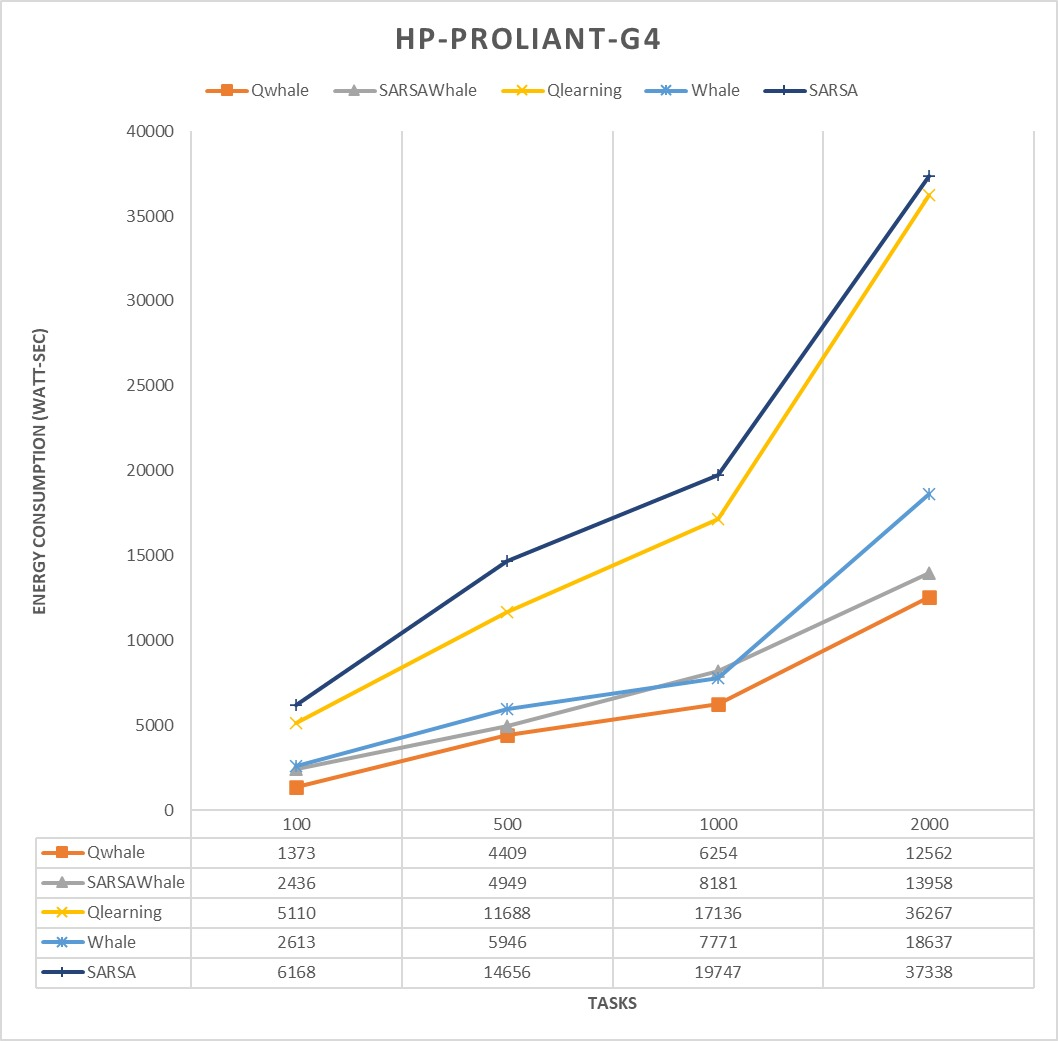 HP-PROLIANT-G4
Qwhale SARSAWhale Qlearning Whale SARSA
40000
35000
30000
25000
20000
15000
10000
5000
0
ENERGY CONSUMPTION (WATT-SEC)
100 500 1000 2000
Qwhale 1373 4409 6254 12562
SARSAWhale 2436 4949 8181 13958
Qlearning 5110 11688 17136 36267
Whale 2613 5946 7771 18637
SARSA 6168 14656 19747 37338
TASKS